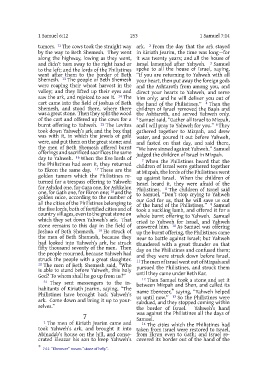 1 Samuel 6:12
253
1 Samuel 7:14
tumors. 12 The cows took the straight way
by the way to Beth Shemesh. They went
along the highway, lowing as they went,
and didn't turn away to the right hand or
to the left; and the lords of the Philistines
went after them to the border of Beth
Shemesh. 13 The people of Beth Shemesh
were reaping their wheat harvest in the
valley; and they lifted up their eyes and
saw the ark, and rejoiced to see it. 14 The
cart came into the field of Joshua of Beth
Shemesh, and stood there, where there
was a great stone. Then they split the wood
of the cart and offered up the cows for a
burnt offering to Yahweh. 15 The Levites
took down Yahweh's ark and the box that
was with it, in which the jewels of gold
were, and put them on the great stone; and
the men of Beth Shemesh offered burnt
offerings and sacrificed sacrifices the same
day to Yahweh. 16 When the five lords of
the Philistines had seen it, they returned
to Ekron the same day. 17 These are the
golden tumors which the Philistines re-
turned for a trespass offering to Yahweh:
for Ashdod one, for Gaza one, for Ashkelon
one, for Gath one, for Ekron one; 18 and the
golden mice, according to the number of
all the cities of the Philistines belonging to
the five lords, both of fortified cities and of
country villages, even to the great stone on
which they set down Yahweh's ark. That
stone remains to this day in the field of
Joshua of Beth Shemesh. 19 He struck of
the men of Beth Shemesh, because they
had looked into Yahweh's ark, he struck
fifty thousand seventy of the men. Then
the people mourned, because Yahweh had
struck the people with a great slaughter.
20 The men of Beth Shemesh said, "Who
is able to stand before Yahweh, this holy
God? To whom shall he go up from us?"
21 They sent messengers to the in-
habitants of Kiriath Jearim, saying, "The
Philistines have brought back Yahweh's
ark. Come down and bring it up to your-
selves."
7
1 The men of Kiriath Jearim came and
took Yahweh's ark, and brought it into
Abinadab's house on the hill, and conse-
crated Eleazar his son to keep Yahweh's
ark. 2 From the day that the ark stayed
in Kiriath Jearim, the time was long—for
it was twenty years; and all the house of
Israel lamented after Yahweh. 3 Samuel
spoke to all the house of Israel, saying,
"If you are returning to Yahweh with all
your heart, then put away the foreign gods
and the Ashtaroth from among you, and
direct your hearts to Yahweh, and serve
him only; and he will deliver you out of
the hand of the Philistines." 4 Then the
children of Israel removed the Baals and
the Ashtaroth, and served Yahweh only.
5 Samuel said, "Gather all Israel to Mizpah,
and I will pray to Yahweh for you." 6 They
gathered together to Mizpah, and drew
water, and poured it out before Yahweh,
and fasted on that day, and said there,
"We have sinned against Yahweh." Samuel
judged the children of Israel in Mizpah.
7 When the Philistines heard that the
children of Israel were gathered together
at Mizpah, the lords of the Philistines went
up against Israel. When the children of
Israel heard it, they were afraid of the
Philistines. 8 The children of Israel said
to Samuel, "Don't stop crying to Yahweh
our God for us, that he will save us out
of the hand of the Philistines." 9 Samuel
took a suckling lamb, and offered it for a
whole burnt offering to Yahweh. Samuel
cried to Yahweh for Israel, and Yahweh
answered him. 10 As Samuel was offering
up the burnt offering, the Philistines came
near to battle against Israel; but Yahweh
thundered with a great thunder on that
day on the Philistines and confused them;
and they were struck down before Israel.
11 The men of Israel went out of Mizpah and
pursued the Philistines, and struck them
until they came under Beth Kar.
12 Then Samuel took a stone and set it
between Mizpah and Shen, and called its
name Ebenezer, saying, "Yahweh helped
us until now." 13 So the Philistines were
subdued, and they stopped coming within
the border of Israel. Yahweh's hand
was against the Philistines all the days of
Samuel.
14 The cities which the Philistines had
taken from Israel were restored to Israel,
from Ekron even to Gath; and Israel re-
covered its border out of the hand of the
7:12 "Ebenezer" means "stone of help".